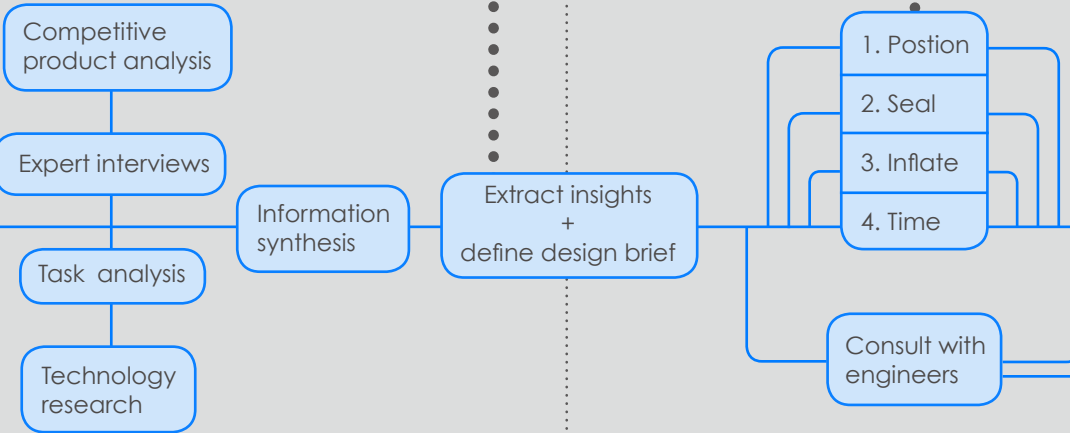 Competitive
product analysis
Expert interviews
Task analysis
Technology
research
Information
synthesis
Extract insights
+
define design brief
1. Postion
2. Seal
3. Inflate
4. Time
Consult with
engineers